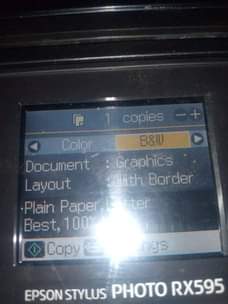 1 copies - +
Color B&W
Document : Graphics
Layout : With Border
Plain Paper,
Best, 100
Copy
EPSON STYLUS PHOTO RX595